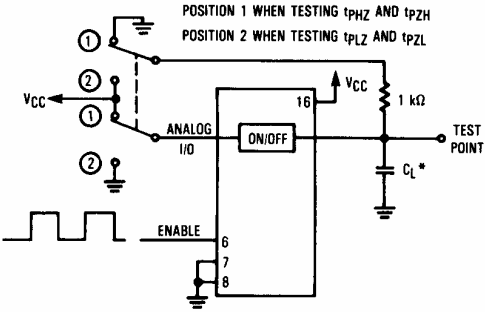 POSITION 1 WHEN TESTING tPHZ AND tPZH
POSITION 2 WHEN TESTING tPLZ AND tPZL
1
2
VCC
1
2
VCC
16
1 kΩ
ANALOG
I/O
ON/OFF
TEST
POINT
CL*
ENABLE
6
7
8